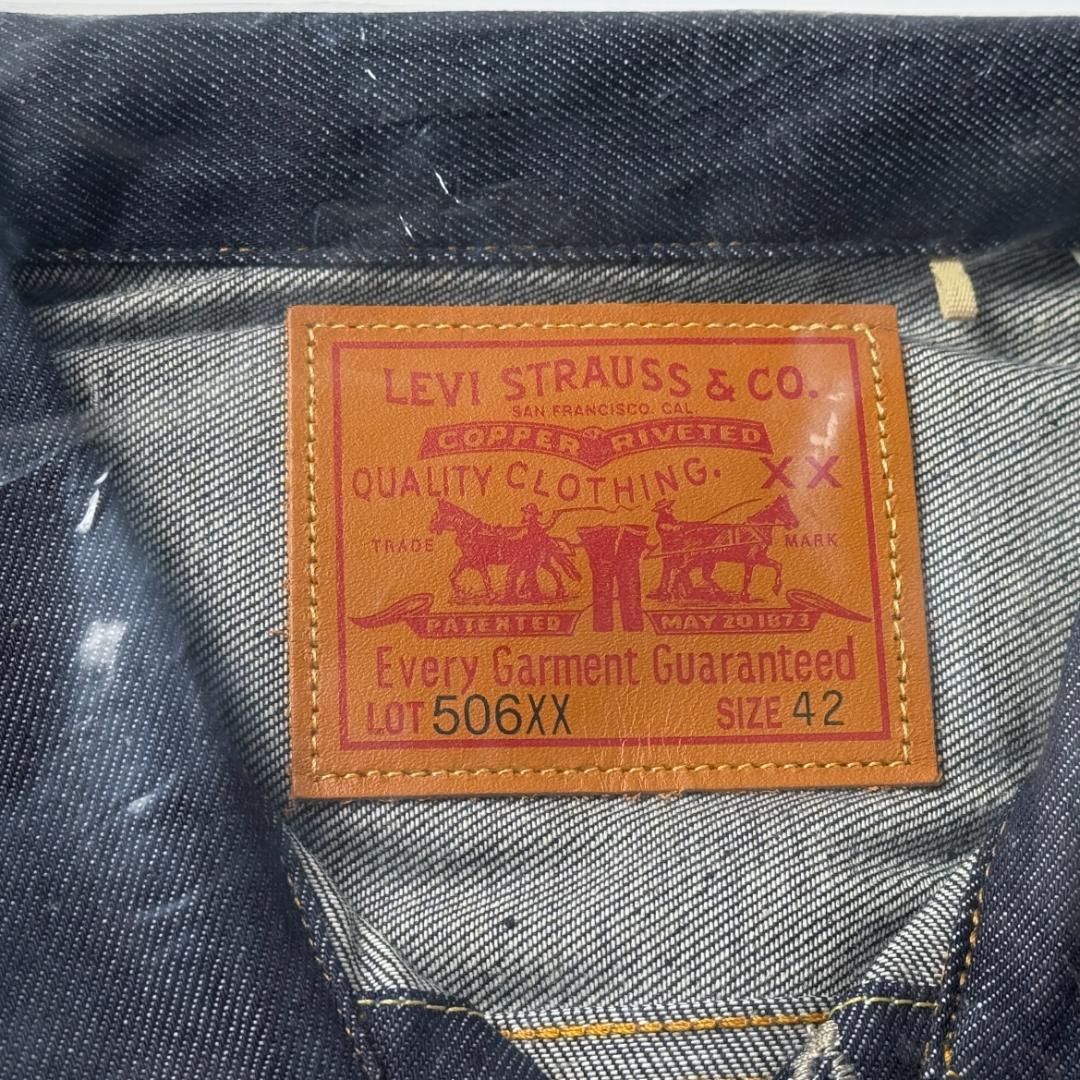 LEVI STRAUSS & CO.
SAN FRANCISCO. CAL
COPPER RIVETED
QUALITY CLOTHING. XX
TRADE MARK
PATENTED MAY 20 1873
Every Garment Guaranteed
LOT 506XX SIZE 42